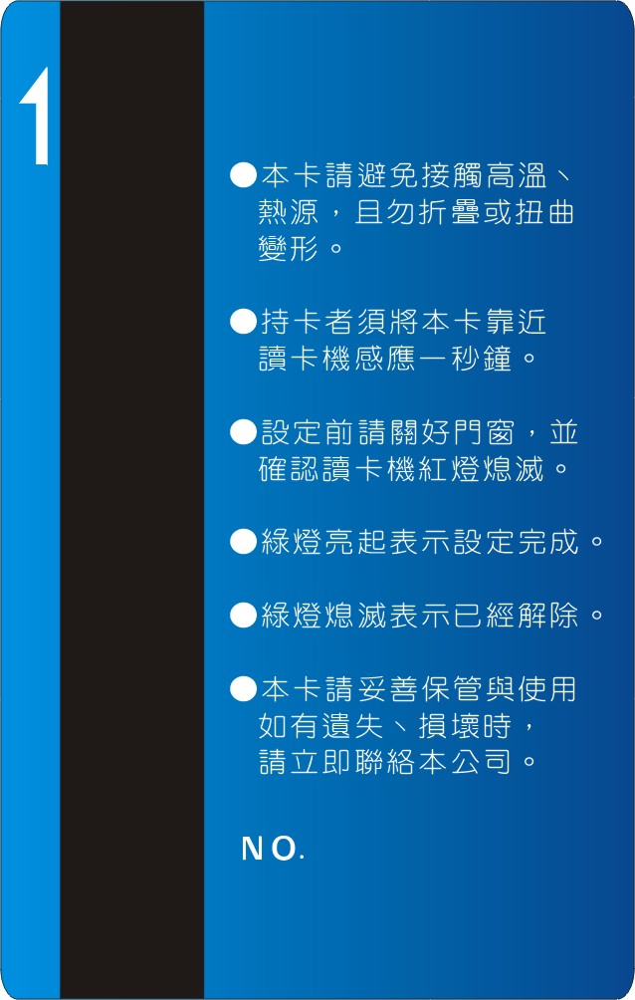 ●本卡請避免接觸高溫、
熱源，且勿折疊或扭曲
變形。
●持卡者須將本卡靠近
讀卡機感應一秒鐘。
●設定前請關好門窗，並
確認讀卡機紅燈熄滅。
●綠燈亮起表示設定完成。
●綠燈熄滅表示已經解除。
●本卡請妥善保管與使用
如有遺失、損壞時，
請立即聯絡本公司。
NO.